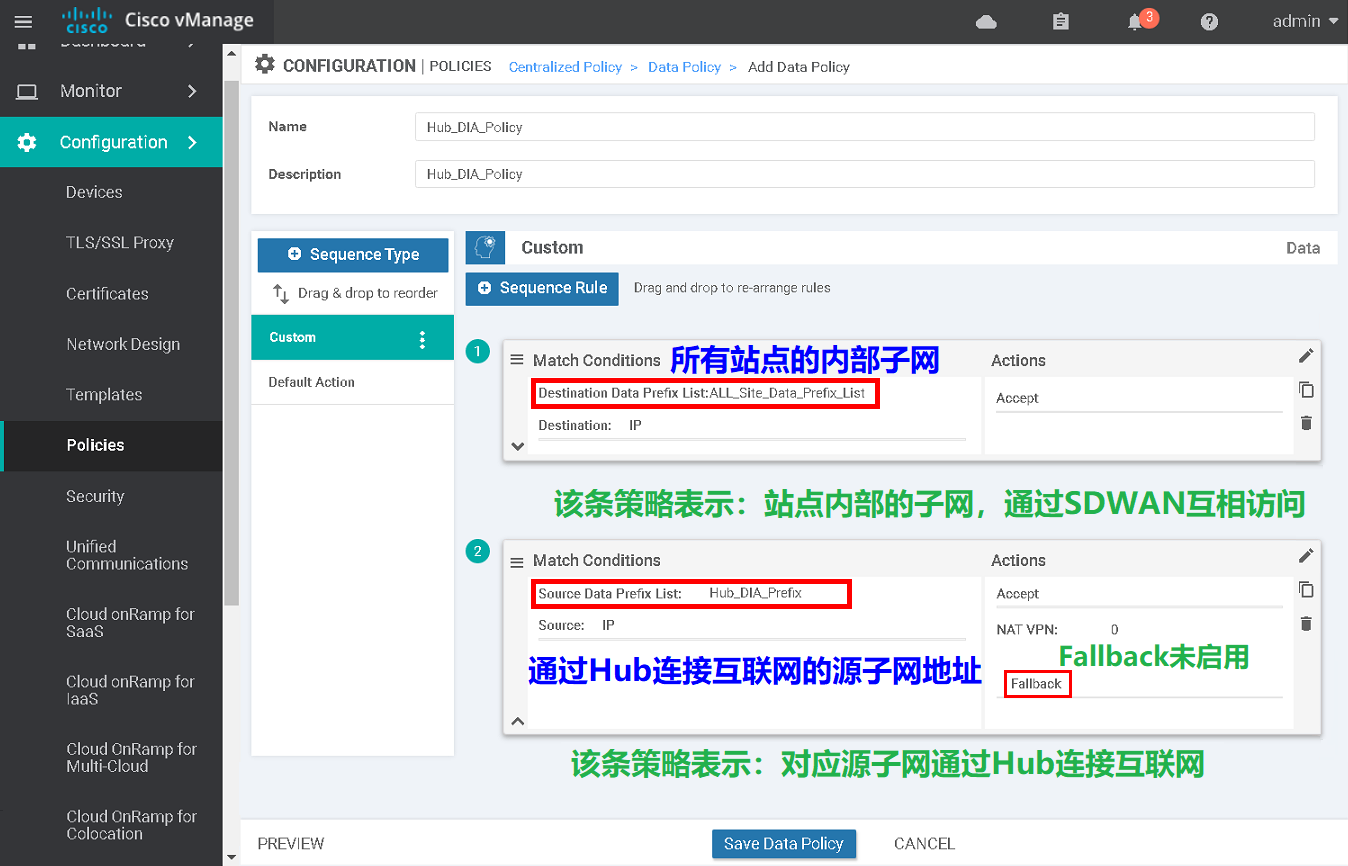 CISCO Cisco vManage
3
admin
Dashboard
Monitor
Configuration
Devices
TLS/SSL Proxy
Certificates
Network Design
Templates
Policies
Security
Unified
Communications
Cloud onRamp for
SaaS
Cloud onRamp for
IaaS
Cloud OnRamp for
Multi-Cloud
Cloud OnRamp for
Colocation
CONFIGURATION | POLICIES Centralized Policy > Data Policy > Add Data Policy
Name Hub_DIA_Policy
Description Hub_DIA_Policy
Sequence Type
Drag & drop to reorder
Custom
Default Action
Custom Data
Sequence Rule Drag and drop to re-arrange rules
1
Match Conditions 所有站点的内部子网 Actions
Destination Data Prefix List:ALL_Site_Data_Prefix_List Accept
Destination: IP
该条策略表示：站点内部的子网，通过SDWAN互相访问
2
Match Conditions Actions
Source Data Prefix List: Hub_DIA_Prefix Accept
Source: IP NAT VPN: 0
通过Hub连接互联网的源子网地址 Fallback未启用
Fallback
该条策略表示：对应源子网通过Hub连接互联网
PREVIEW Save Data Policy CANCEL